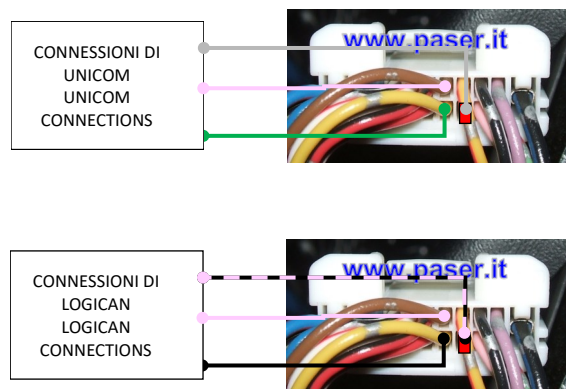 CONNESSIONI DI
UNICOM
UNICOM
CONNECTIONS
www.paser.it
CONNESSIONI DI
LOGICAN
LOGICAN
CONNECTIONS
www.paser.it